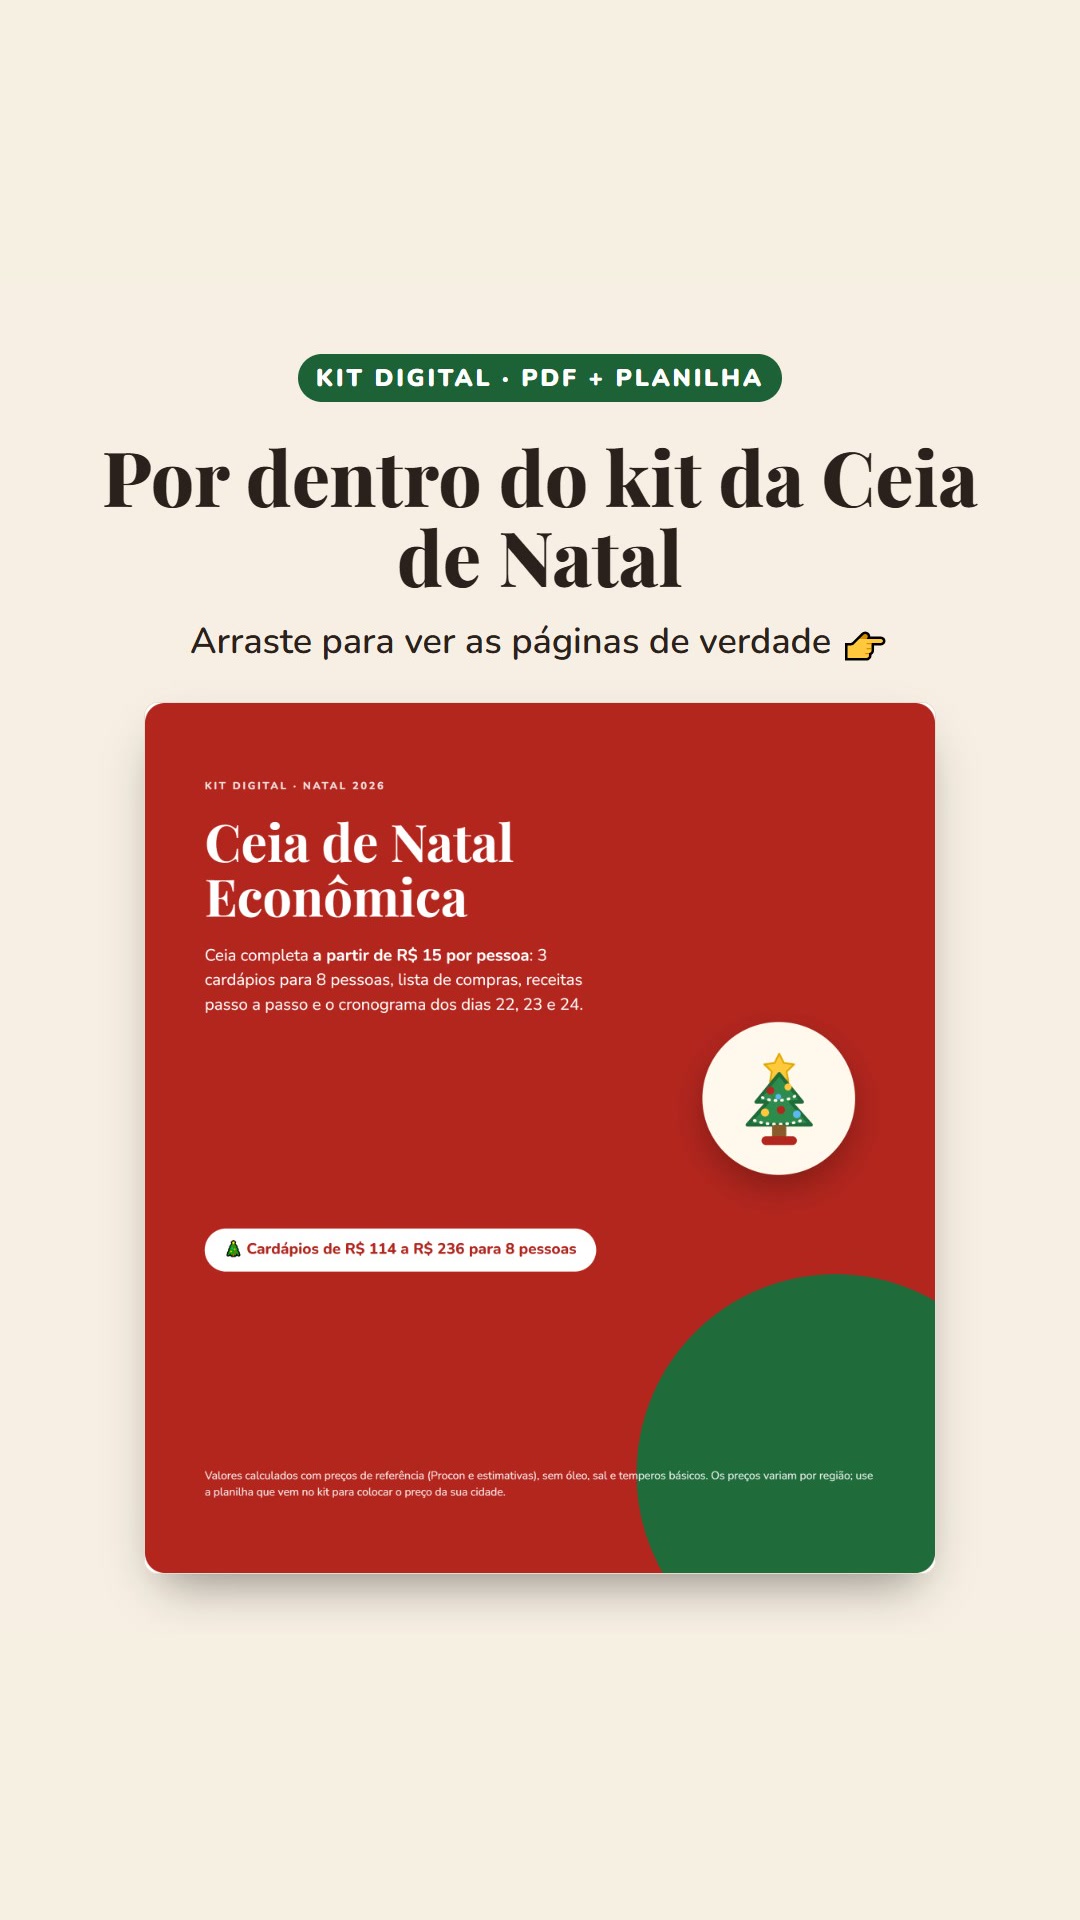 KIT DIGITAL · PDF + PLANILHA
Por dentro do kit da Ceia
de Natal
Arraste para ver as páginas de verdade 👉
KIT DIGITAL · NATAL 2026
Ceia de Natal
Econômica
Ceia completa a partir de R$ 15 por pessoa: 3
cardápios para 8 pessoas, lista de compras, receitas
passo a passo e o cronograma dos dias 22, 23 e 24.
🎄 Cardápios de R$ 114 a R$ 236 para 8 pessoas
Valores calculados com preços de referência (Procon e estimativas), sem óleo, sal e temperos básicos. Os preços variam por região; use
a planilha que vem no kit para colocar o preço da sua cidade.